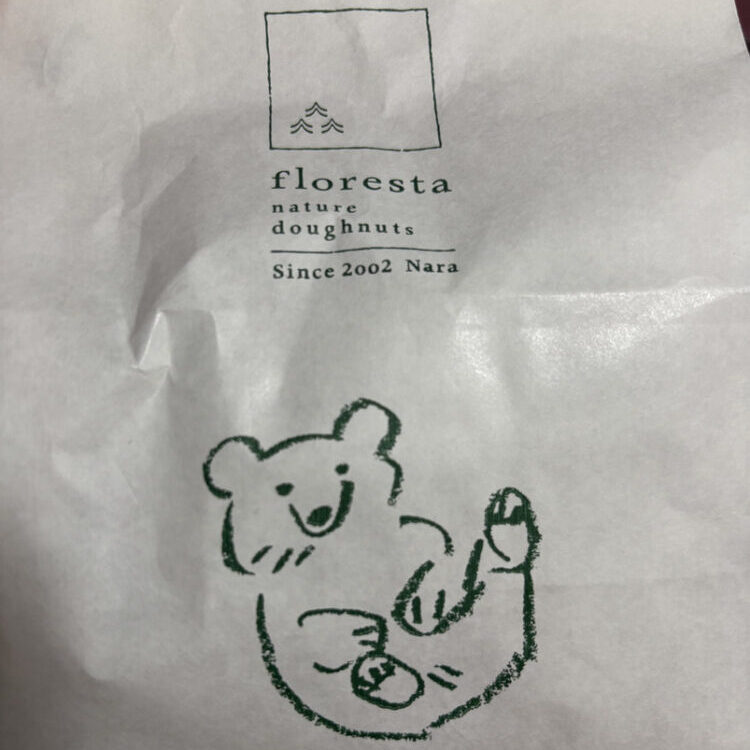 floresta
nature
doughnuts
Since 2002 Nara